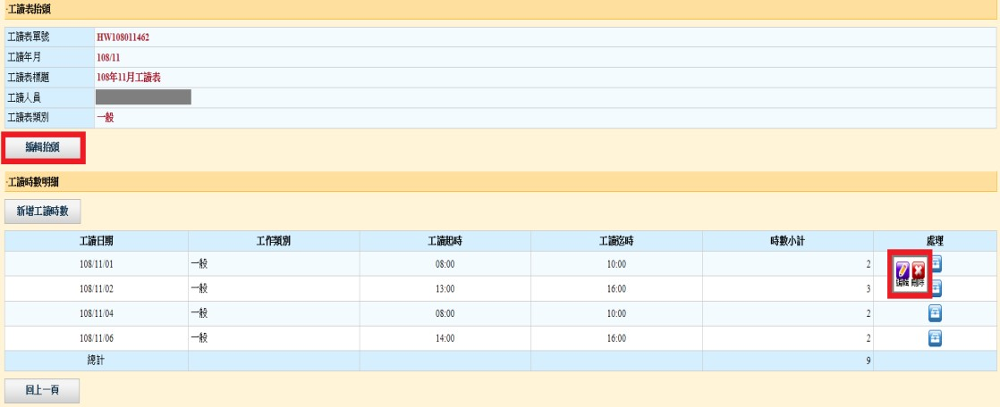 ·工讀表抬頭
工讀表單號 HW108011462
工讀年月 108/11
工讀表標題 108年11月工讀表
工讀人員
工讀表類別 一般
編輯抬頭
·工讀時數明細
新增工讀時數
工讀日期 工作類別 工讀起時 工讀迄時 時數小計 處理
108/11/01 一般 08:00 10:00 2
編輯 刪除
108/11/02 一般 13:00 16:00 3
108/11/04 一般 08:00 10:00 2
108/11/06 一般 14:00 16:00 2
總計 9
回上一頁